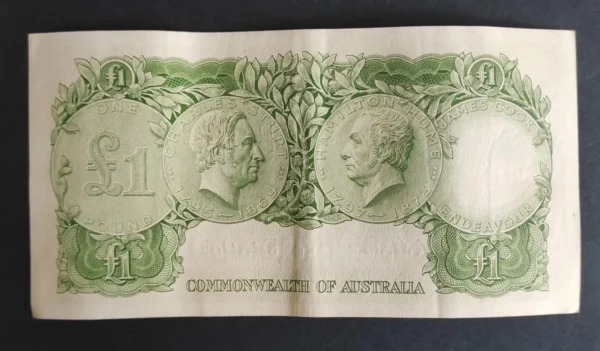 £1
£1
ONE
£1
POUND
CHARLES·STURT
1795~1869
HAMILTON·HUME
1797~1873
JAMES COOK
ENDEAVOUR
£1
£1
COMMONWEALTH OF AUSTRALIA